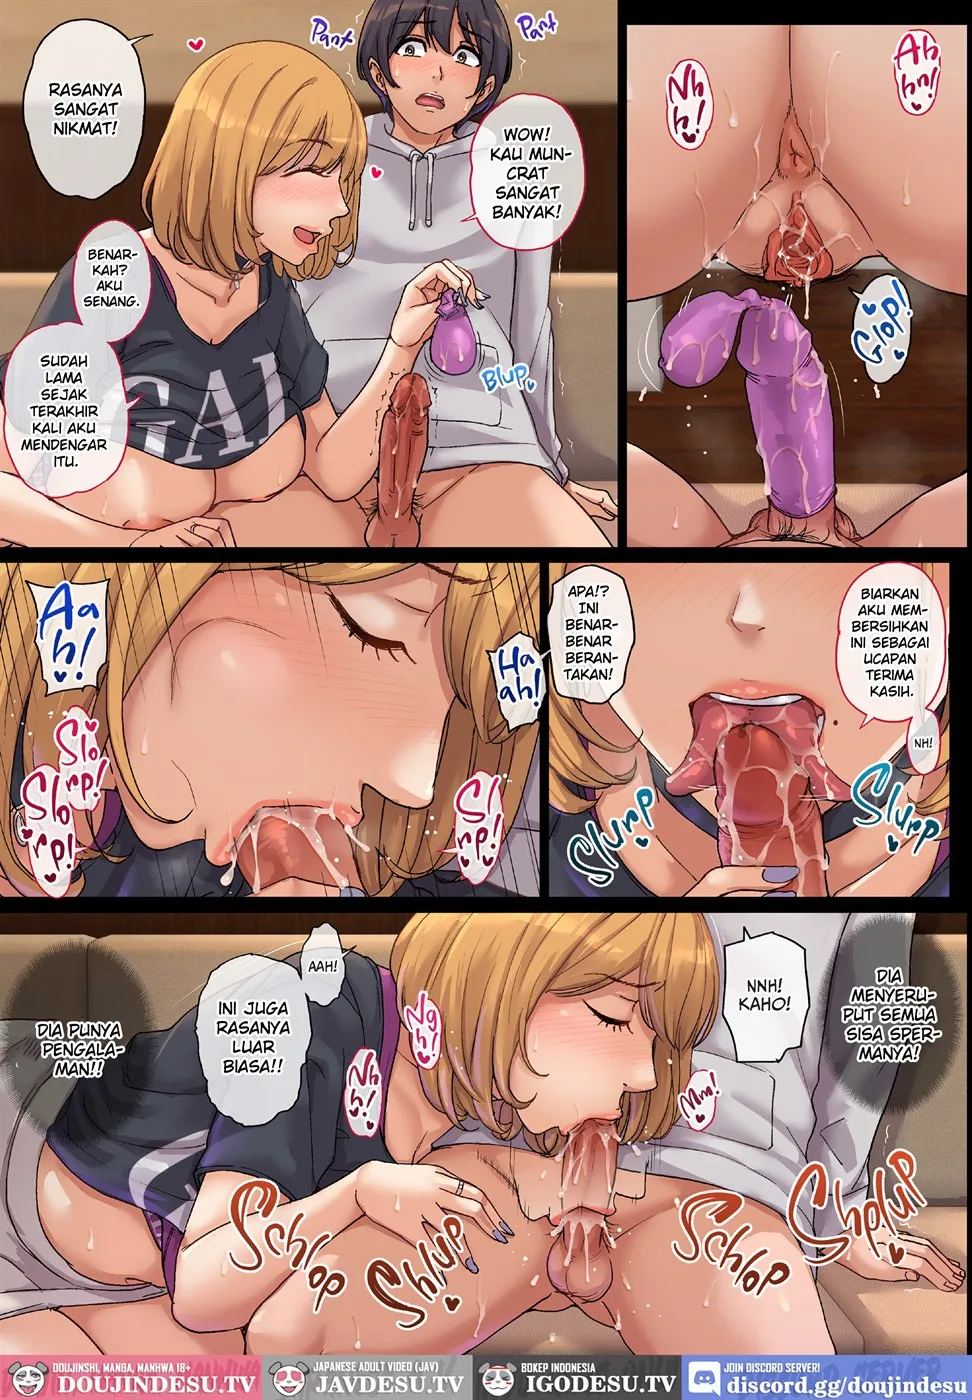 RASANYA
SANGAT
NIKMAT!
Pant
Pant
WOW!
KAU MUN-
CRAT
SANGAT
BANYAK!
BENAR-
KAH?
AKU
SENANG.
SUDAH
LAMA
SEJAK
TERAKHIR
KALI AKU
MENDENGAR
ITU.
Blup
Nh
h!
Ah
hn!
Glop!
Aa
h!
Slo
rp!
Slo
rp!
Sl
rp!
Ha
ah!
APA!?
INI
BENAR-
BENAR
BERAN-
TAKAN!
BIARKAN
AKU MEM-
BERSIHKAN
INI SEBAGAI
UCAPAN
TERIMA
KASIH.
NH!
Slurp
Slurp
DIA PUNYA
PENGALA-
MAN!!
AAH!
INI JUGA
RASANYA
LUAR
BIASA!!
Ng
h!
Nh
h!
NNH!
KAHO!
DIA
MENYERU-
PUT SEMUA
SISA SPER-
MANYA!
Mnn!
Schlop
Shlup
Schlop
Shplup
DOUJINSHI, MANGA, MANHWA 18+
DOUJINDESU.TV
JAPANESE ADULT VIDEO (JAV)
JAVDESU.TV
BOKEP INDONESIA
IGODESU.TV
JOIN DISCORD SERVER!
discord.gg/doujindesu